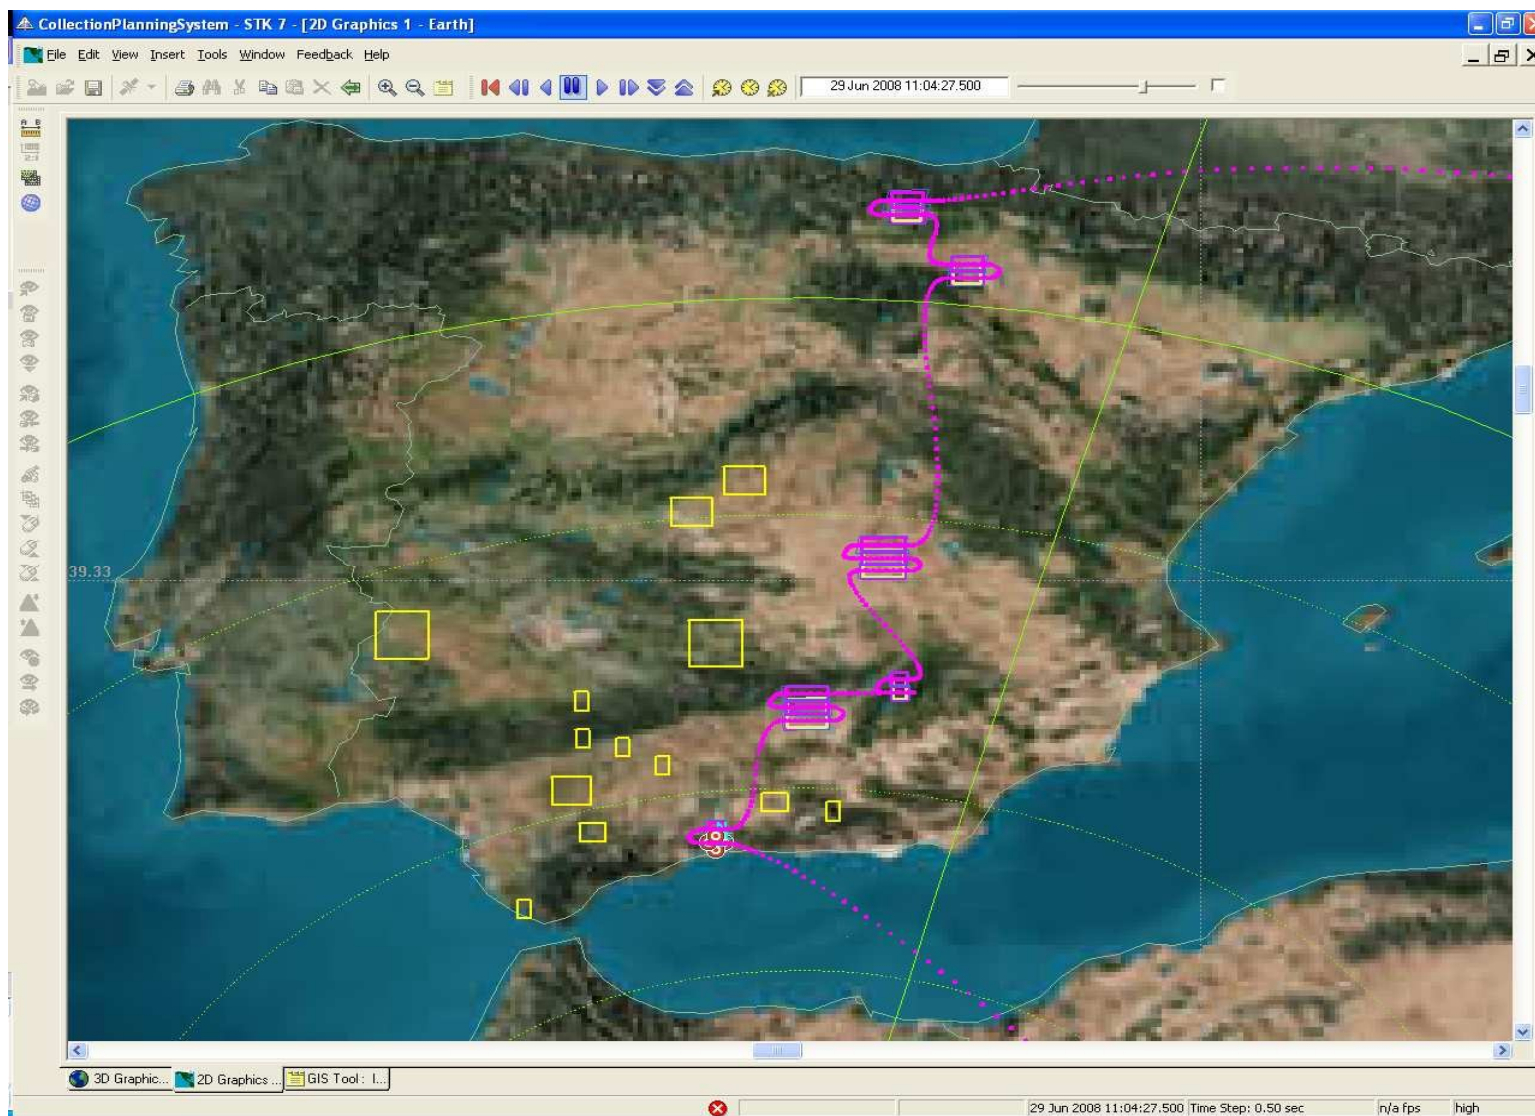 CollectionPlanningSystem - STK 7 - [2D Graphics 1 - Earth]
File Edit View Insert Tools Window Feedback Help
29 Jun 2008 11:04:27.500
A B
39.33
3D Graphic... 2D Graphics ... GIS Tool : I...
29 Jun 2008 11:04:27.500 Time Step: 0.50 sec n/a fps high